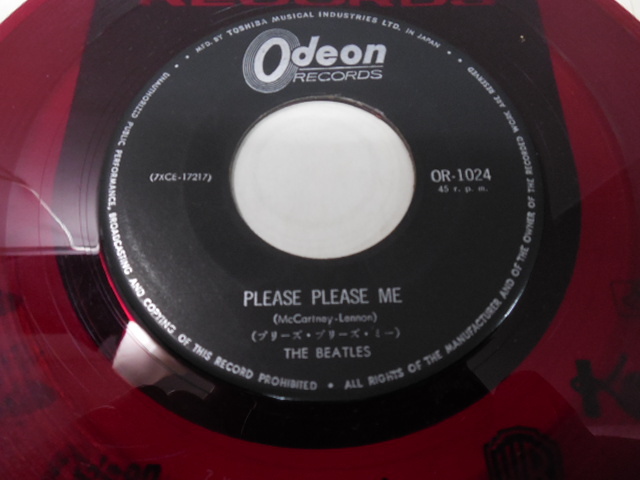 RECORDS
MFD. BY TOSHIBA MUSICAL INDUSTRIES LTD. IN JAPAN
Odeon
RECORDS
(7XCE-17217)
OR-1024
45 r. p. m.
PLEASE PLEASE ME
(McCartney-Lennon)
(プリーズ・プリーズ・ミー)
THE BEATLES
UNAUTHORIZED PUBLIC PERFORMANCE, BROADCASTING AND COPYING OF THIS RECORD PROHIBITED • ALL RIGHTS OF THE MANUFACTURER AND OF THE OWNER OF THE RECORDED WORK ARE RESERVED